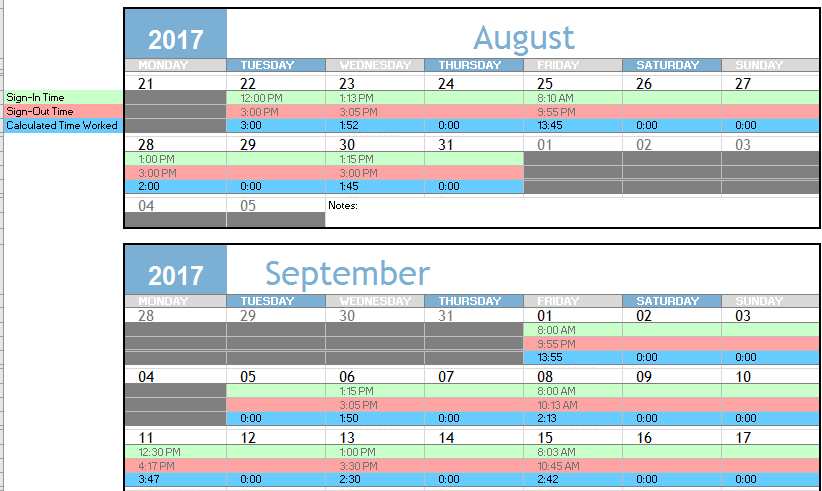 2017 August
MONDAY TUESDAY WEDNESDAY THURSDAY FRIDAY SATURDAY SUNDAY
21 22 23 24 25 26 27
Sign-In Time 12:00 PM 1:13 PM 8:10 AM
Sign-Out Time 3:00 PM 3:05 PM 9:55 PM
Calculated Time Worked 3:00 1:52 0:00 13:45 0:00 0:00
28 29 30 31 01 02 03
1:00 PM 1:15 PM
3:00 PM 3:00 PM
2:00 0:00 1:45 0:00
04 05 Notes:
2017 September
MONDAY TUESDAY WEDNESDAY THURSDAY FRIDAY SATURDAY SUNDAY
28 29 30 31 01 02 03
8:00 AM
9:55 PM
13:55 0:00 0:00
04 05 06 07 08 09 10
1:15 PM 8:00 AM
3:05 PM 10:13 AM
0:00 1:50 0:00 2:13 0:00 0:00
11 12 13 14 15 16 17
12:30 PM 1:00 PM 8:03 AM
4:17 PM 3:30 PM 10:45 AM
3:47 0:00 2:30 0:00 2:42 0:00 0:00